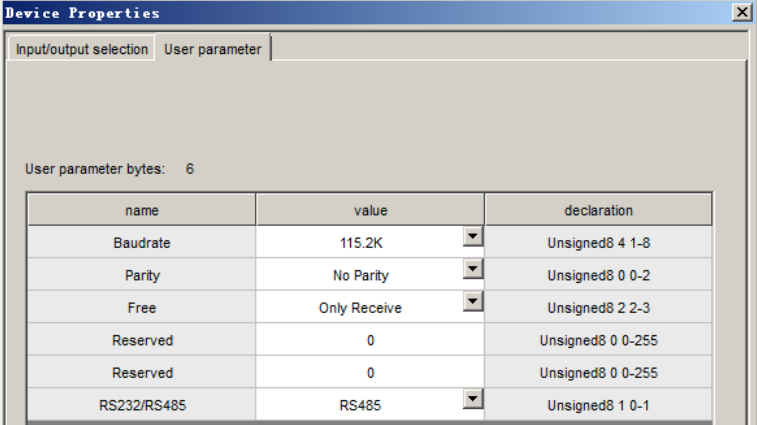 Device Properties
Input/output selection User parameter
User parameter bytes: 6
name value declaration
Baudrate 115.2K Unsigned8 4 1-8
Parity No Parity Unsigned8 0 0-2
Free Only Receive Unsigned8 2 2-3
Reserved 0 Unsigned8 0 0-255
Reserved 0 Unsigned8 0 0-255
RS232/RS485 RS485 Unsigned8 1 0-1